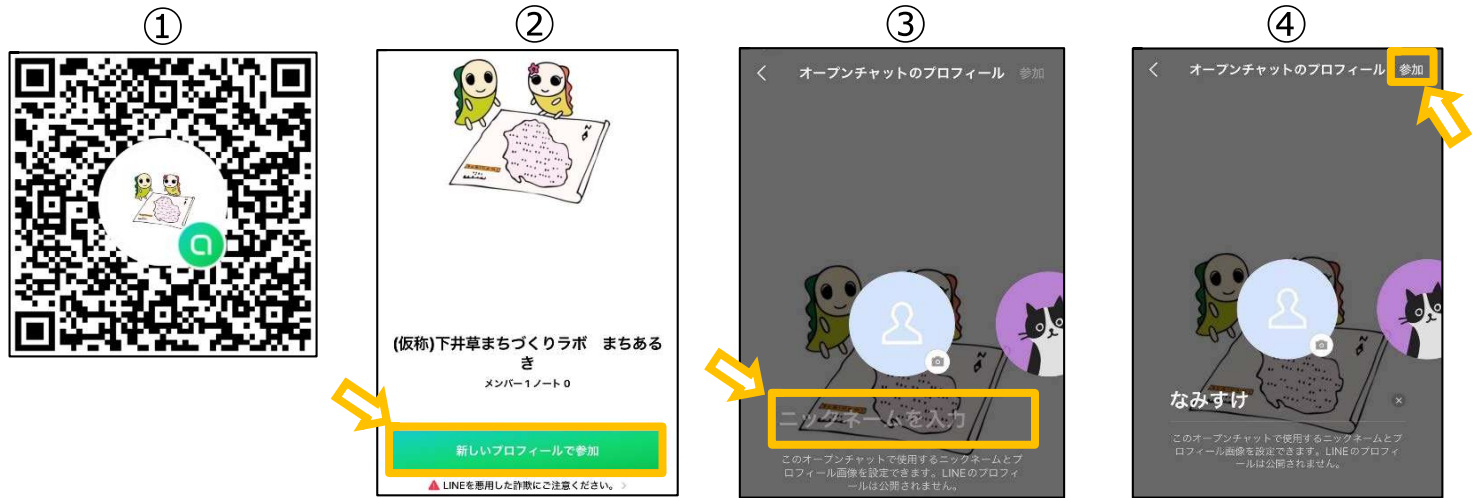 ①
②
③
④
(仮称)下井草まちづくりラボ　まちある
き
メンバー1 ノート 0
新しいプロフィールで参加
LINEを悪用した詐欺にご注意ください。
オープンチャットのプロフィール 参加
ニックネームを入力
このオープンチャットで使用するニックネームとプ
ロフィール画像を設定できます。LINEのプロフィ
ールは公開されません。
オープンチャットのプロフィール 参加
なみすけ
このオープンチャットで使用するニックネームとプ
ロフィール画像を設定できます。LINEのプロフィ
ールは公開されません。